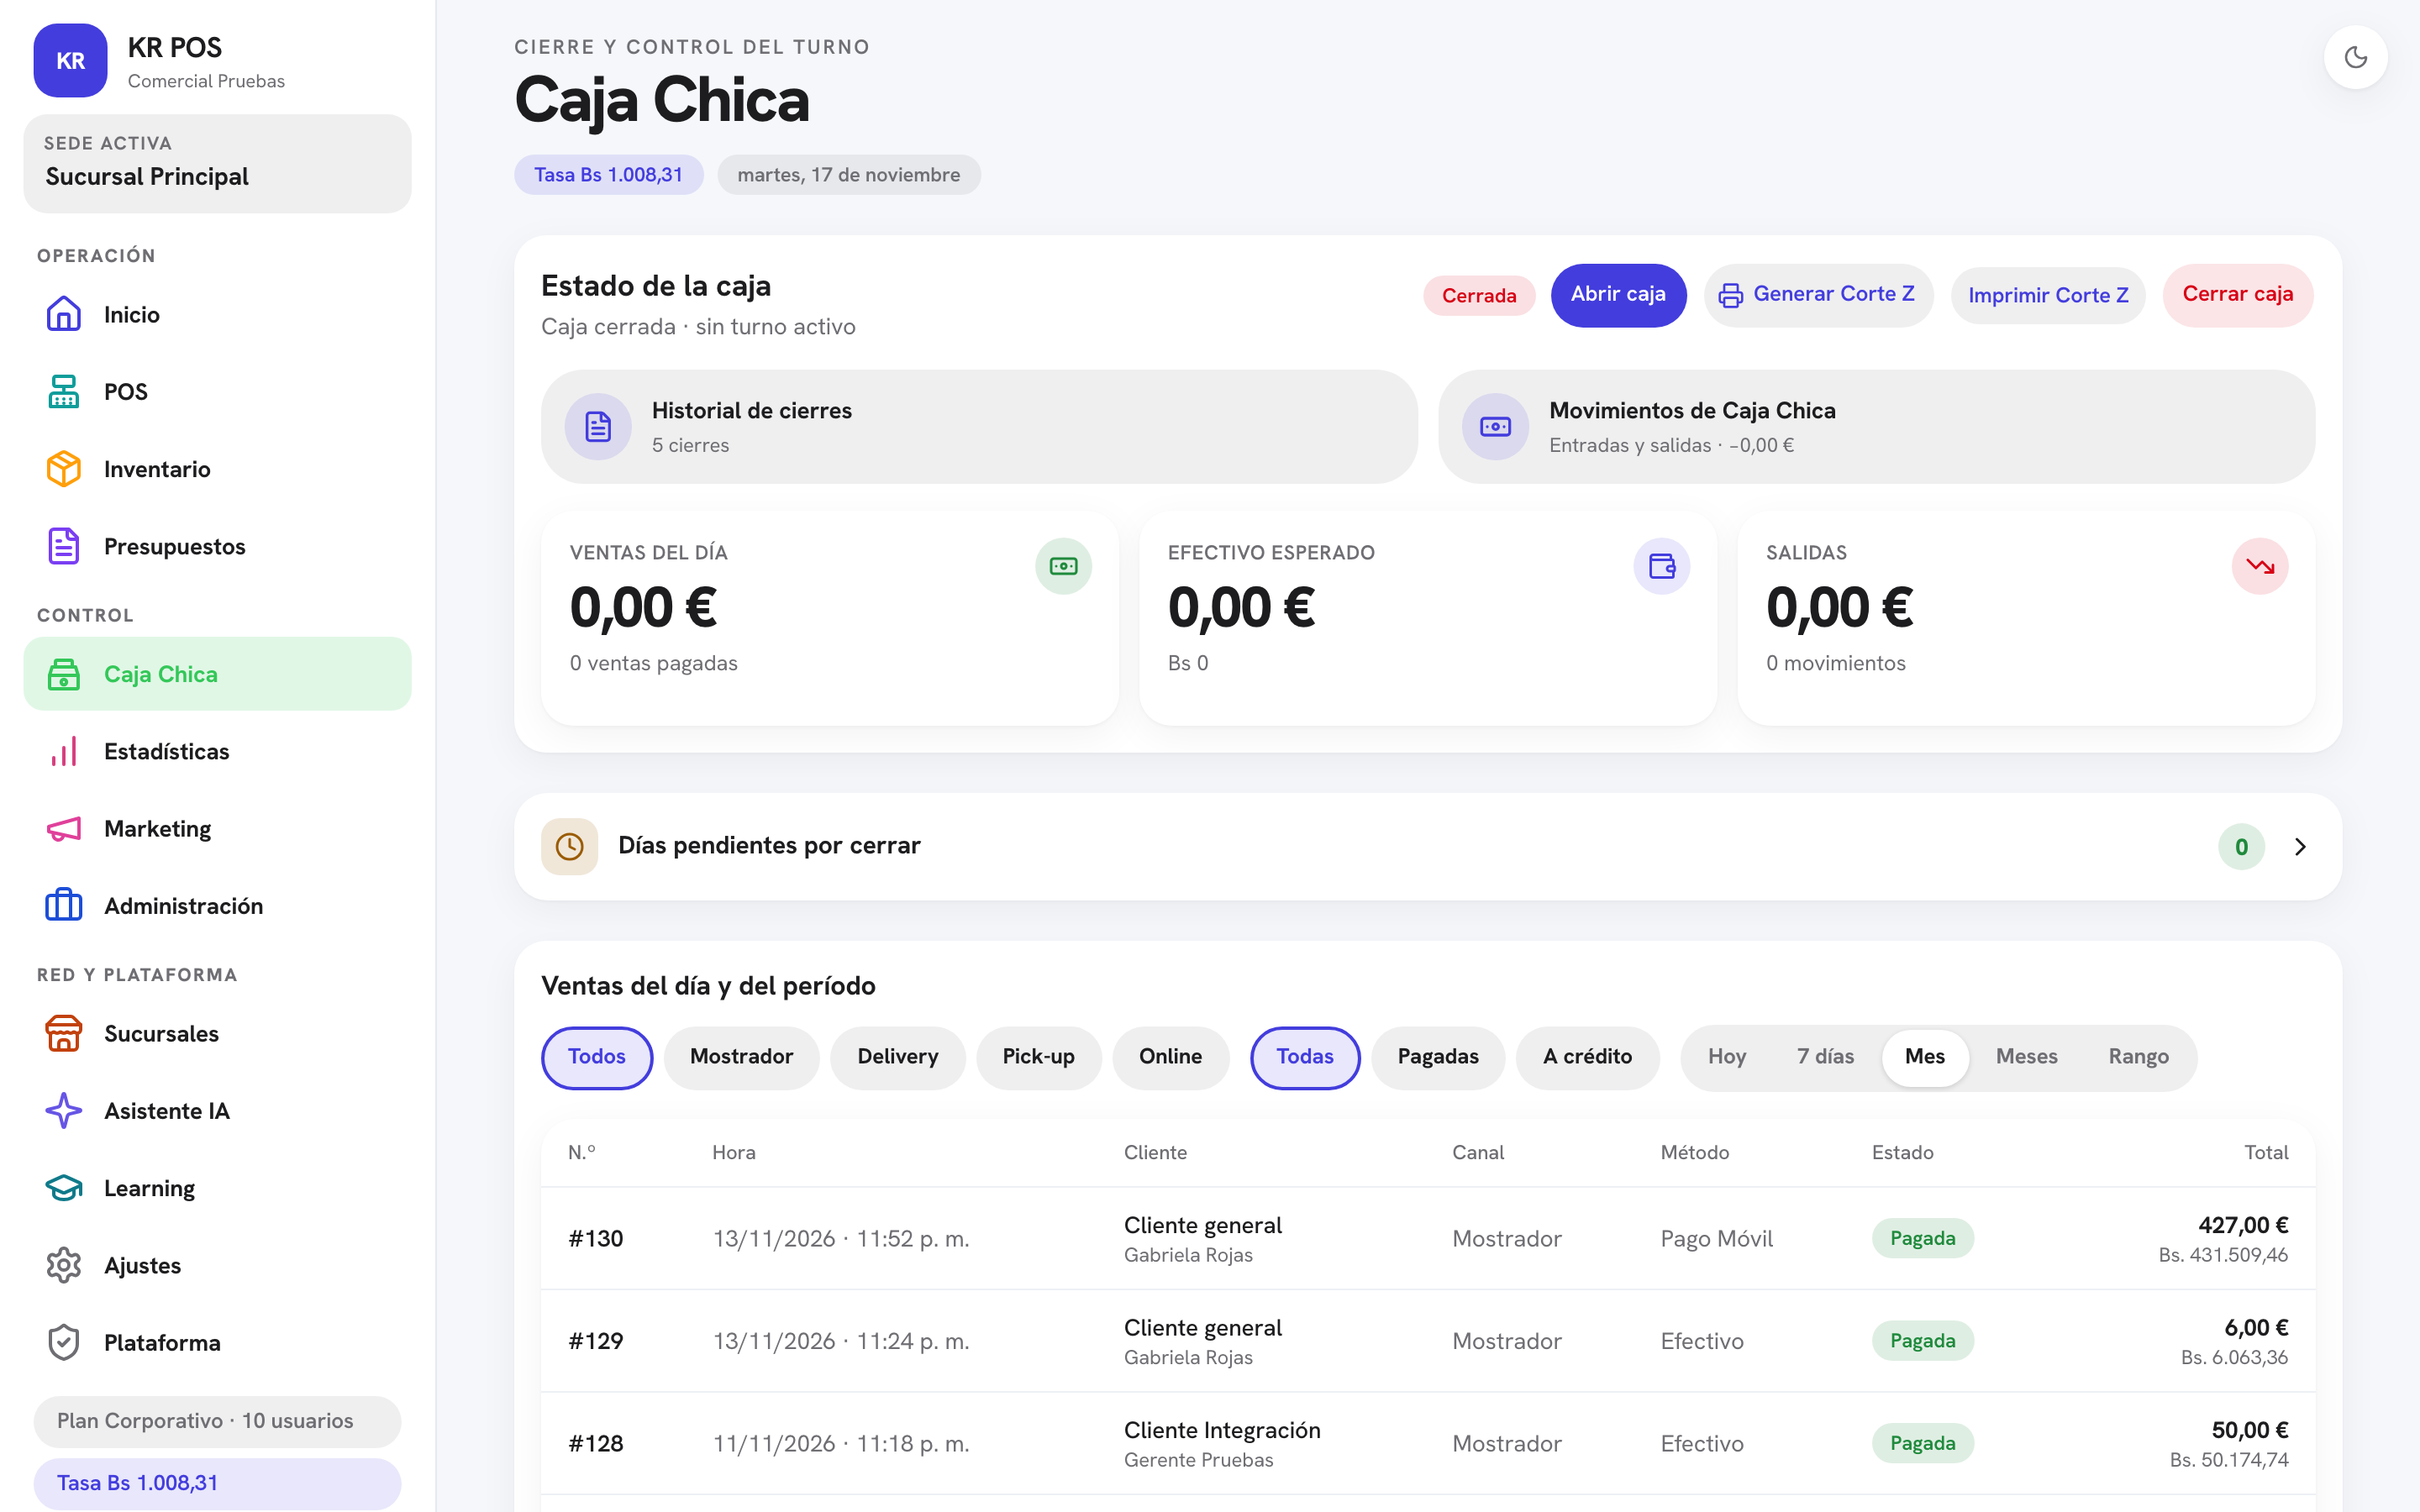 KR
KR POS
Comercial Pruebas
SEDE ACTIVA
Sucursal Principal
OPERACIÓN
Inicio
POS
Inventario
Presupuestos
CONTROL
Caja Chica
Estadísticas
Marketing
Administración
RED Y PLATAFORMA
Sucursales
Asistente IA
Learning
Ajustes
Plataforma
Plan Corporativo · 10 usuarios
Tasa Bs 1.008,31
CIERRE Y CONTROL DEL TURNO
Caja Chica
Tasa Bs 1.008,31 martes, 17 de noviembre
Estado de la caja
Caja cerrada · sin turno activo
Cerrada Abrir caja Generar Corte Z Imprimir Corte Z Cerrar caja
Historial de cierres
5 cierres
Movimientos de Caja Chica
Entradas y salidas · −0,00 €
VENTAS DEL DÍA
0,00 €
0 ventas pagadas
EFECTIVO ESPERADO
0,00 €
Bs 0
SALIDAS
0,00 €
0 movimientos
Días pendientes por cerrar 0
Ventas del día y del período
Todos Mostrador Delivery Pick-up Online Todas Pagadas A crédito Hoy 7 días Mes Meses Rango
N.º Hora Cliente Canal Método Estado Total
#130 13/11/2026 · 11:52 p. m. Cliente general Mostrador Pago Móvil Pagada 427,00 €
Gabriela Rojas Bs. 431.509,46
#129 13/11/2026 · 11:24 p. m. Cliente general Mostrador Efectivo Pagada 6,00 €
Gabriela Rojas Bs. 6.063,36
#128 11/11/2026 · 11:18 p. m. Cliente Integración Mostrador Efectivo Pagada 50,00 €
Gerente Pruebas Bs. 50.174,74